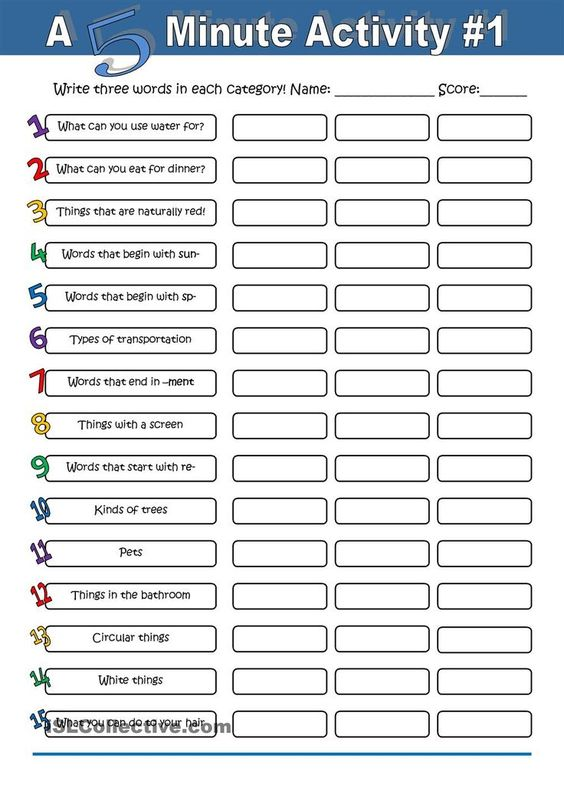 A 5 Minute Activity #1
Write three words in each category! Name: _______________ Score:_______
1 What can you use water for?
2 What can you eat for dinner?
3 Things that are naturally red!
4 Words that begin with sun-
5 Words that begin with sp-
6 Types of transportation
7 Words that end in –ment
8 Things with a screen
9 Words that start with re-
10 Kinds of trees
11 Pets
12 Things in the bathroom
13 Circular things
14 White things
15 What you can do to your hair
iSLCollective.com